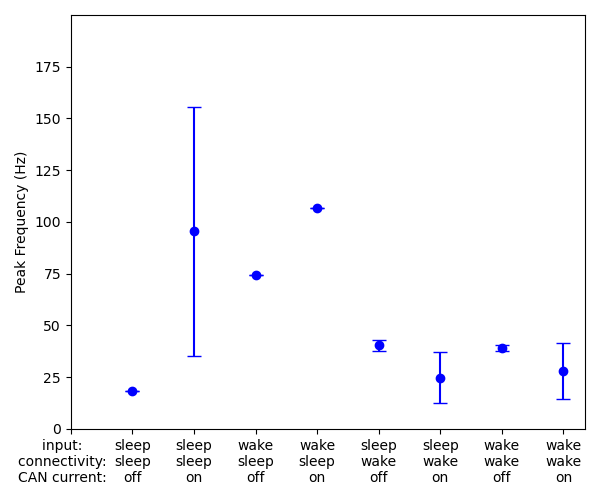 175
150
125
100
75
50
25
0
Peak Frequency (Hz)
input: sleep sleep wake wake sleep sleep wake wake
connectivity: sleep sleep sleep sleep wake wake wake wake
CAN current: off on off on off on off on